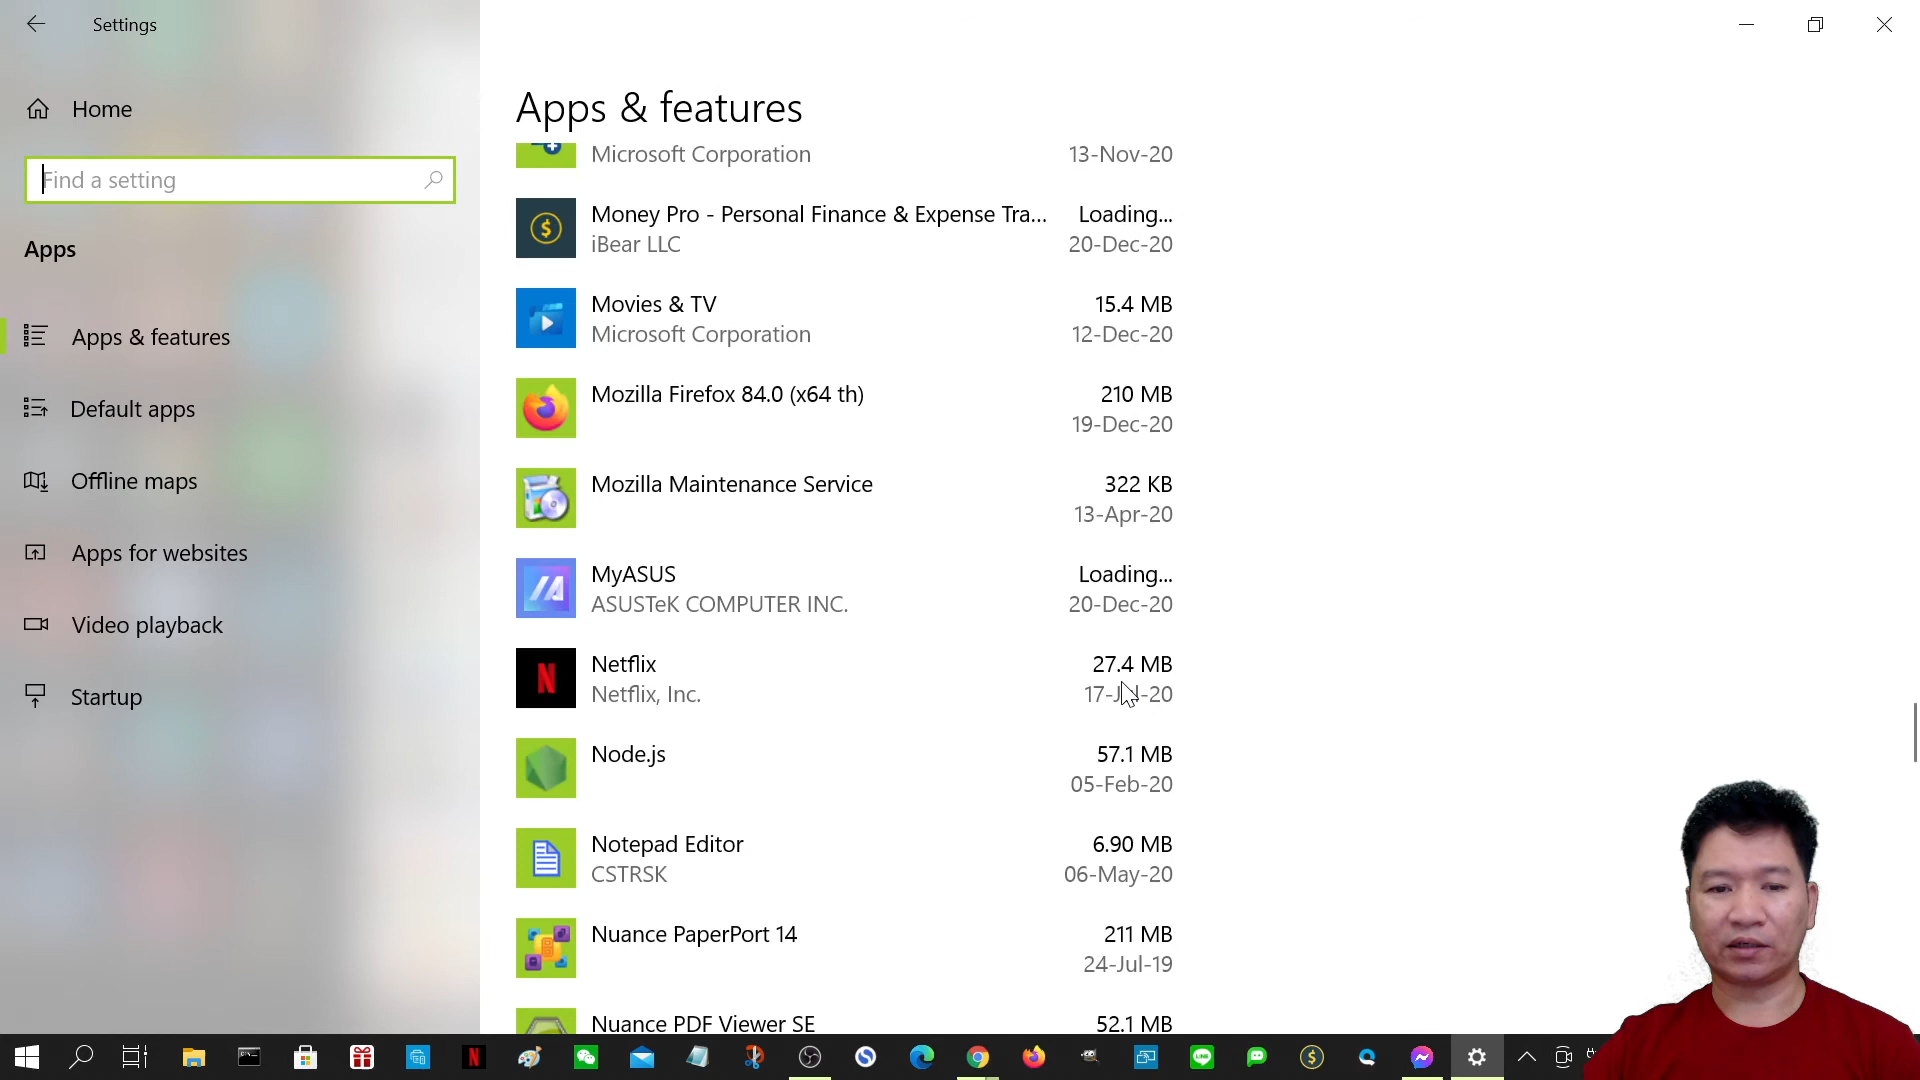 Settings
Home
Find a setting
Apps
Apps & features
Default apps
Offline maps
Apps for websites
Video playback
Startup
Apps & features
Microsoft Corporation 13-Nov-20
Money Pro - Personal Finance & Expense Tra... Loading...
iBear LLC 20-Dec-20
Movies & TV 15.4 MB
Microsoft Corporation 12-Dec-20
Mozilla Firefox 84.0 (x64 th) 210 MB
19-Dec-20
Mozilla Maintenance Service 322 KB
13-Apr-20
MyASUS Loading...
ASUSTeK COMPUTER INC. 20-Dec-20
Netflix 27.4 MB
Netflix, Inc.
Node.js 57.1 MB
05-Feb-20
Notepad Editor 6.90 MB
CSTRSK 06-May-20
Nuance PaperPort 14 211 MB
24-Jul-19
Nuance PDF Viewer SE 52.1 MB